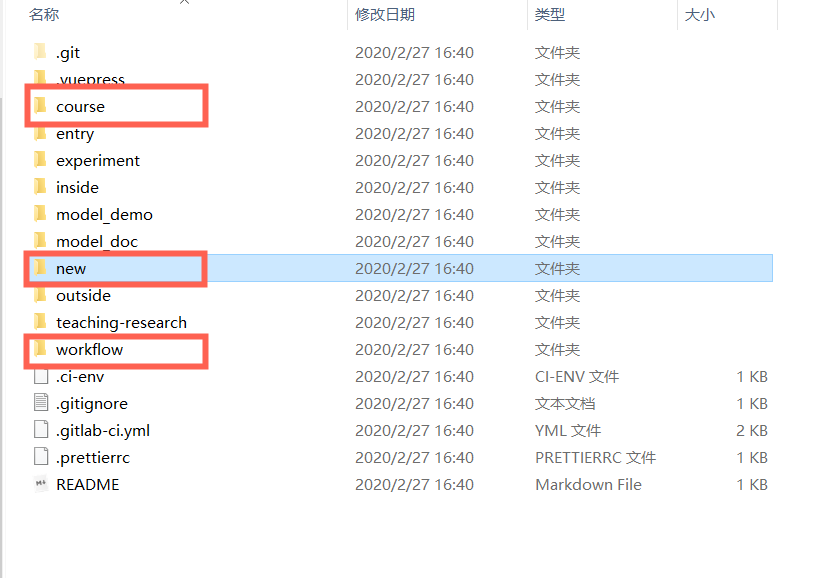 名称 修改日期 类型 大小
.git 2020/2/27 16:40 文件夹
.vuepress 2020/2/27 16:40 文件夹
course 2020/2/27 16:40 文件夹
entry 2020/2/27 16:40 文件夹
experiment 2020/2/27 16:40 文件夹
inside 2020/2/27 16:40 文件夹
model_demo 2020/2/27 16:40 文件夹
model_doc 2020/2/27 16:40 文件夹
new 2020/2/27 16:40 文件夹
outside 2020/2/27 16:40 文件夹
teaching-research 2020/2/27 16:40 文件夹
workflow 2020/2/27 16:40 文件夹
.ci-env 2020/2/27 16:40 CI-ENV 文件 1 KB
.gitignore 2020/2/27 16:40 文本文档 1 KB
.gitlab-ci.yml 2020/2/27 16:40 YML 文件 2 KB
.prettierrc 2020/2/27 16:40 PRETTIERRC 文件 1 KB
README 2020/2/27 16:40 Markdown File 1 KB